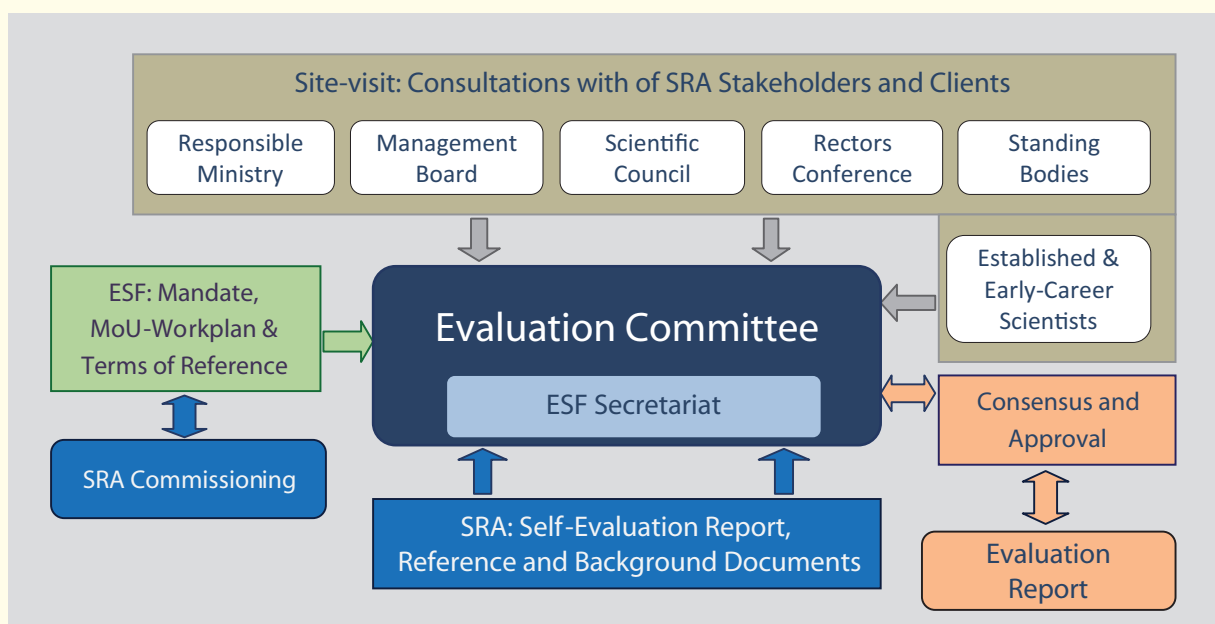 Site-visit: Consultations with of SRA Stakeholders and Clients
Responsible
Ministry
Management
Board
Scientific
Council
Rectors
Conference
Standing
Bodies
Established &
Early-Career
Scientists
ESF: Mandate,
MoU-Workplan &
Terms of Reference
Evaluation Committee
ESF Secretariat
Consensus and
Approval
SRA Commissioning
SRA: Self-Evaluation Report,
Reference and Background Documents
Evaluation
Report